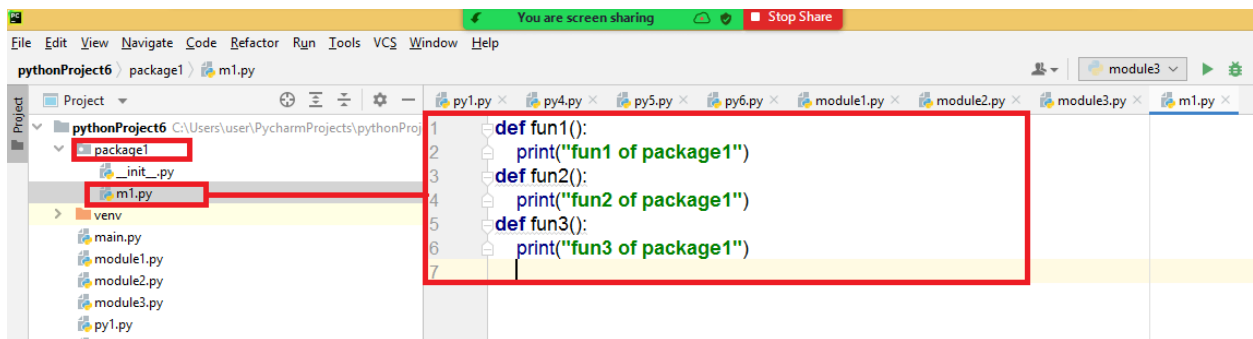 PC
You are screen sharing Stop Share
File Edit View Navigate Code Refactor Run Tools VCS Window Help
pythonProject6 package1 m1.py module3
Project Project py1.py py4.py py5.py py6.py module1.py module2.py module3.py m1.py
pythonProject6 C:\Users\user\PycharmProjects\pythonProj
package1
__init__.py
m1.py
venv
main.py
module1.py
module2.py
module3.py
py1.py
1 def fun1():
2 print("fun1 of package1")
3 def fun2():
4 print("fun2 of package1")
5 def fun3():
6 print("fun3 of package1")
7